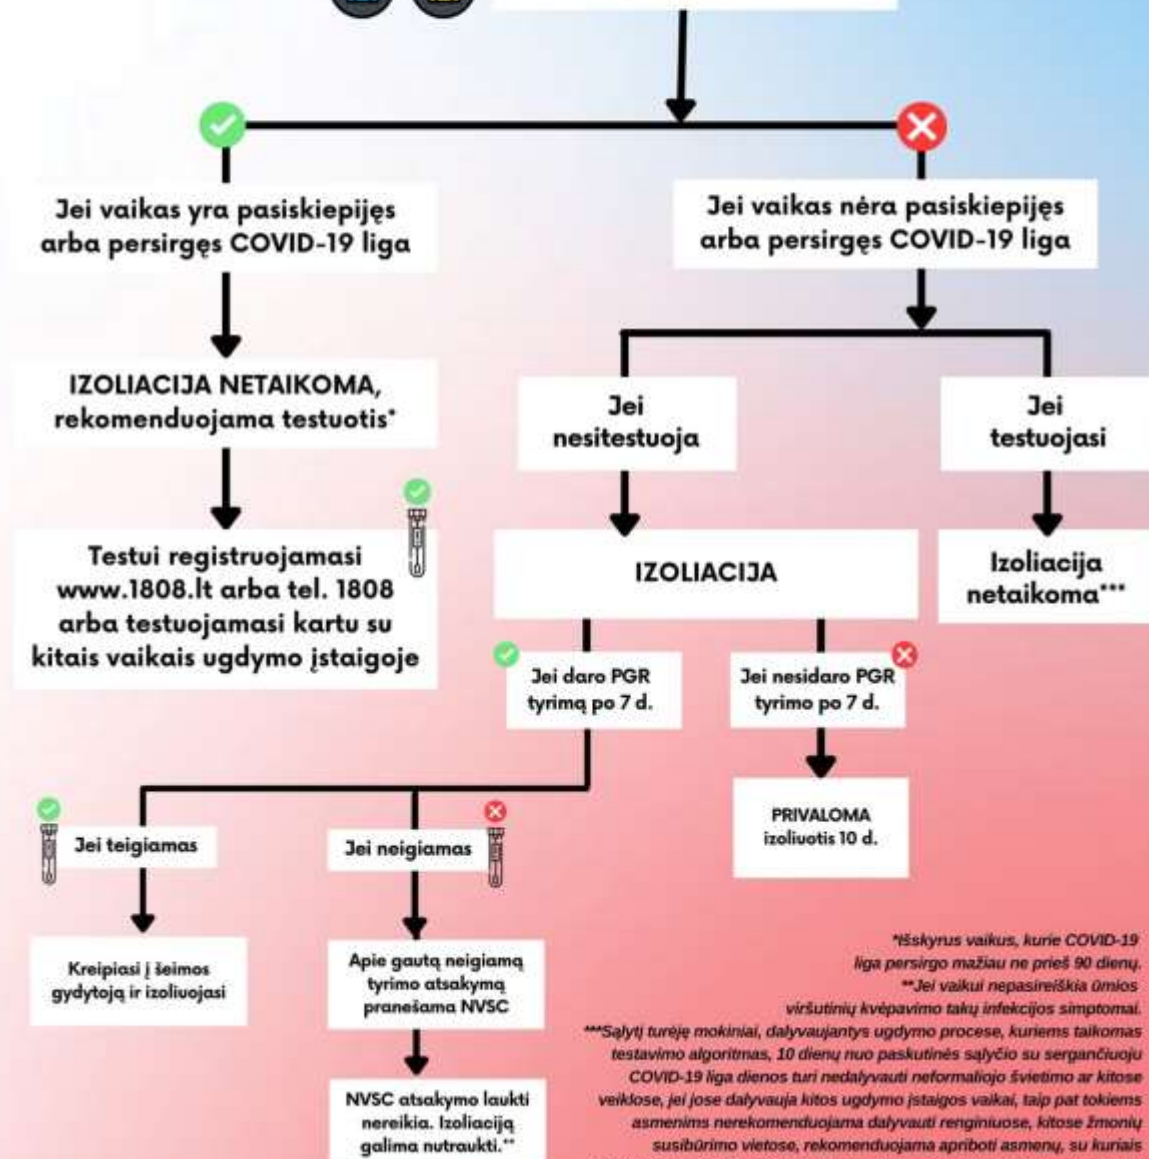 Jei vaikas yra pasiskiepijęs
arba persirgęs COVID-19 liga
Jei vaikas nėra pasiskiepijęs
arba persirgęs COVID-19 liga
IZOLIACIJA NETAIKOMA,
rekomenduojama testuotis*
Jei
nesitestuoja
Jei
testuojasi
Testui registruojamasi
www.1808.lt arba tel. 1808
arba testuojamasi kartu su
kitais vaikais ugdymo įstaigoje
IZOLIACIJA
Izoliacija
netaikoma***
Jei daro PGR
tyrimą po 7 d.
Jei nesidaro PGR
tyrimo po 7 d.
PRIVALOMA
izoliuotis 10 d.
Jei teigiamas
Jei neigiamas
Kreipiasi į šeimos
gydytoją ir izoliuojasi
Apie gautą neigiamą
tyrimo atsakymą
pranešama NVSC
NVSC atsakymo laukti
nereikia. Izoliaciją
galima nutraukti.**
*Išskyrus vaikus, kurie COVID-19
liga persirgo mažiau ne prieš 90 dienų.
**Jei vaikui nepasireiškia ūmios
viršutinių kvėpavimo takų infekcijos simptomai.
***Sąlytį turėję mokiniai, dalyvaujantys ugdymo procese, kuriems taikomas
testavimo algoritmas, 10 dienų nuo paskutinės sąlyčio su sergančiuoju
COVID-19 liga dienos turi nedalyvauti neformaliojo švietimo ar kitose
veiklose, jei jose dalyvauja kitos ugdymo įstaigos vaikai, taip pat tokiems
asmenims nerekomenduojama dalyvauti renginiuose, kitose žmonių
susibūrimo vietose, rekomenduojama apriboti asmenų, su kuriais